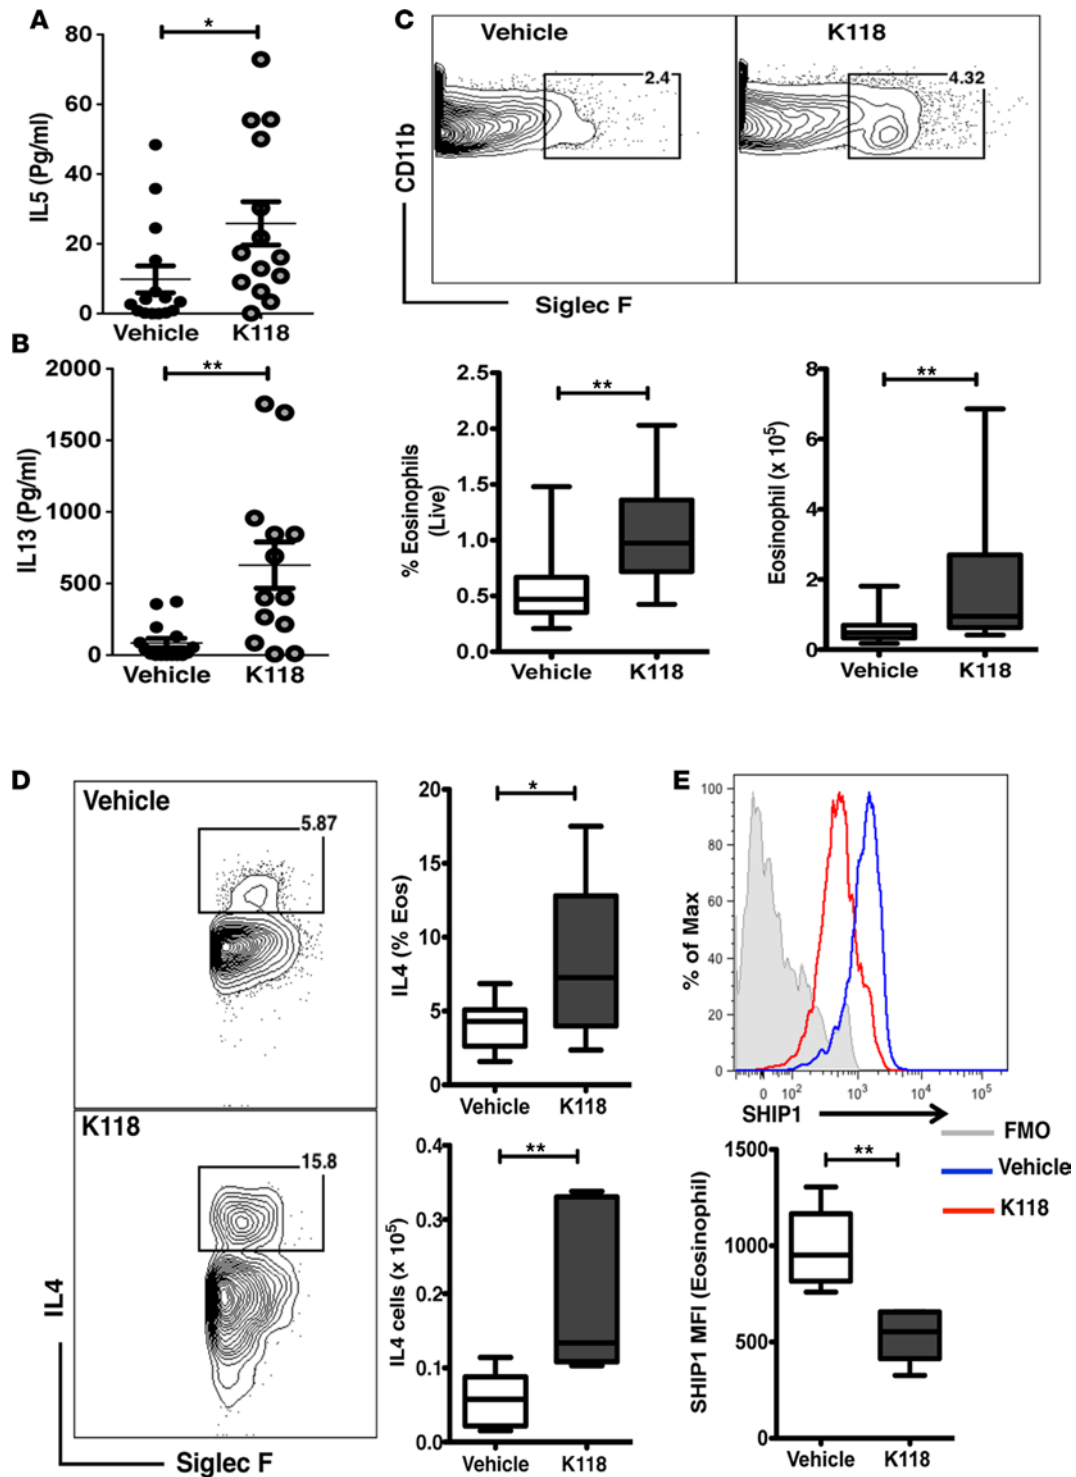 A
80
60
40
20
0
IL5 (Pg/ml)
*
Vehicle K118
B
2000
1500
1000
500
0
IL13 (Pg/ml)
**
Vehicle K118
C
Vehicle
2.4
K118
4.32
CD11b
Siglec F
2.5
2.0
1.5
1.0
0.5
0.0
% Eosinophils
(Live)
**
Vehicle K118
8
6
4
2
0
Eosinophil (x 10⁵)
**
Vehicle K118
D
Vehicle
5.87
K118
15.8
IL4
Siglec F
20
15
10
5
0
IL4 (% Eos)
*
Vehicle K118
0.4
0.3
0.2
0.1
0.0
IL4 cells (x 10⁵)
**
Vehicle K118
E
100
80
60
40
20
0
% of Max
0 10² 10³ 10⁴ 10⁵
SHIP1
FMO
Vehicle
K118
1500
1000
500
0
SHIP1 MFI (Eosinophil)
**
Vehicle K118